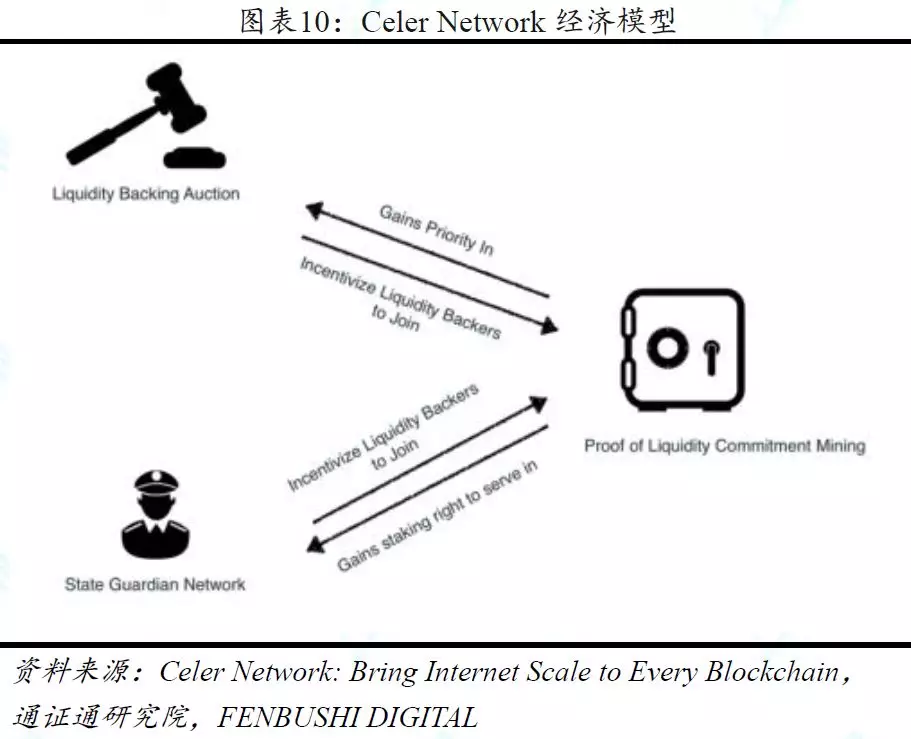 图表10：Celer Network 经济模型
Liquidity Backing Auction
Gains Priority In
Incentivize Liquidity Backers
to Join
Proof of Liquidity Commitment Mining
Incentivize Liquidity Backers
to Join
Gains staking right to serve in
State Guardian Network
资料来源：Celer Network: Bring Internet Scale to Every Blockchain，
通证通研究院，FENBUSHI DIGITAL